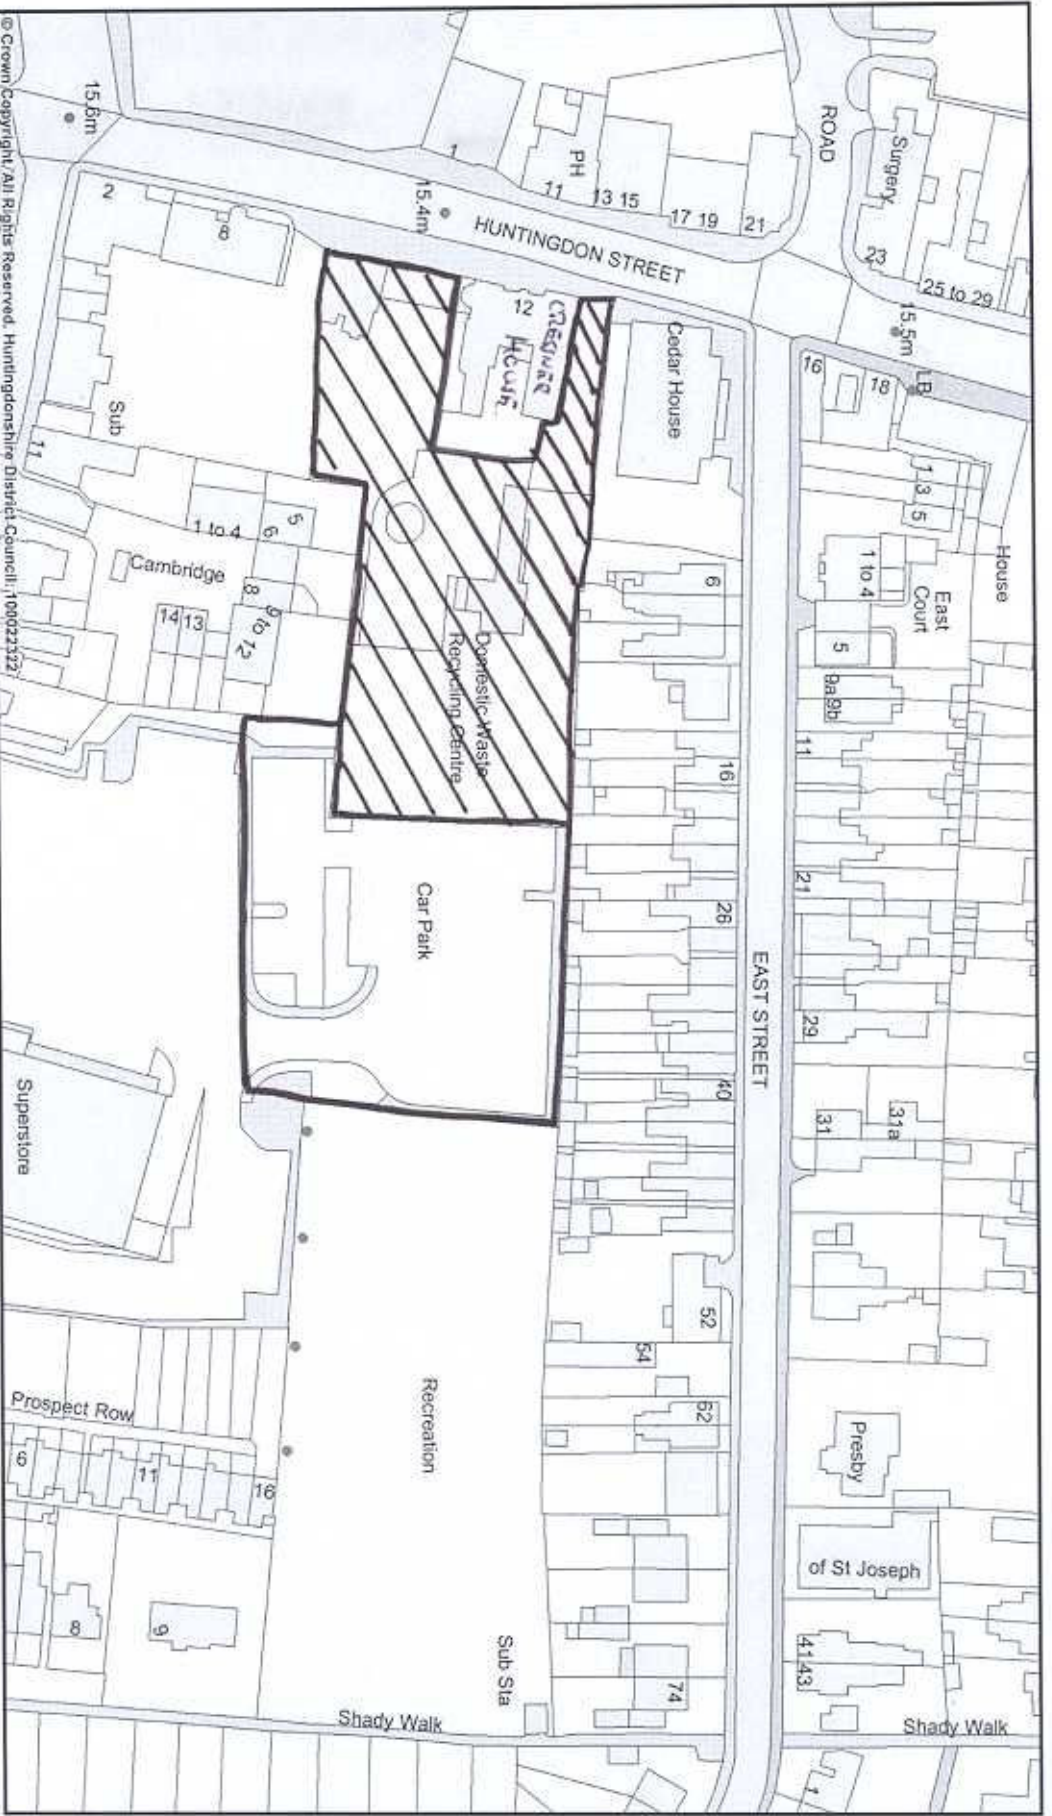 © Crown Copyright. All Rights Reserved. Huntingdonshire District Council: 100022322
15.6m
1
PH
11
13 15
17 19
21
ROAD
Surgery
23
25 to 29
15.5m
LB
15.4m
HUNTINGDON STREET
2
8
12
Cedar House
16
18
1
3
5
House
1 to 4
East
Court
5
9a9b
11
21
29
31
31a
Presby
of St Joseph
41 43
Shady Walk
1
EAST STREET
6
16
26
40
52
54
62
74
Sub Sta
Shady Walk
Domestic Waste
Recycling Centre
Car Park
Recreation
Sub
11
1 to 4
5
6
8
9 to 12
Cambridge
14 13
Superstore
Prospect Row
6
11
16
8
9